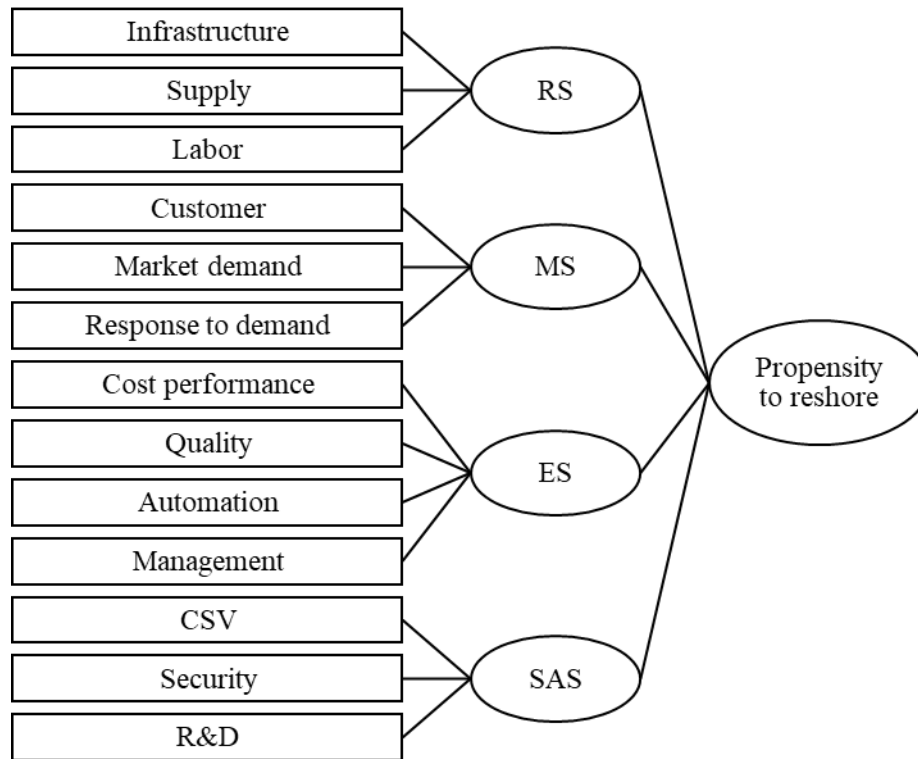 Infrastructure
Supply
Labor
Customer
Market demand
Response to demand
Cost performance
Quality
Automation
Management
CSV
Security
R&D
RS
MS
ES
SAS
Propensity
to reshore